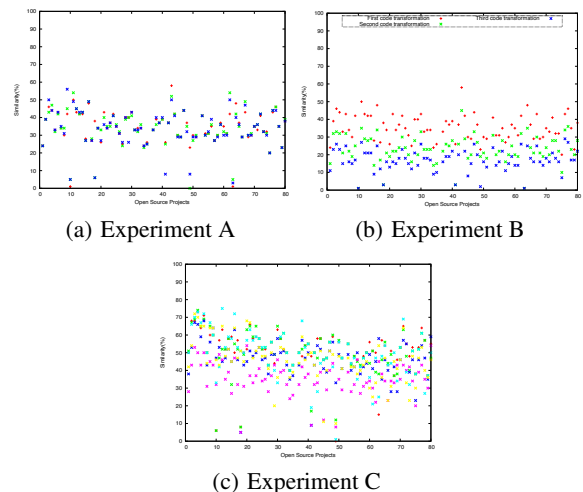 100
90
80
70
60
50
40
30
20
10
0
Similarity(%)
0 10 20 30 40 50 60 70 80
Open Source Projects
(a) Experiment A
First code transformation
Second code transformation
Third code transformation
100
90
80
70
60
50
40
30
20
10
0
Similarity(%)
0 10 20 30 40 50 60 70 80
Open Source Projects
(b) Experiment B
100
90
80
70
60
50
40
30
20
10
0
Similarity(%)
0 10 20 30 40 50 60 70 80
Open Source Projects
(c) Experiment C